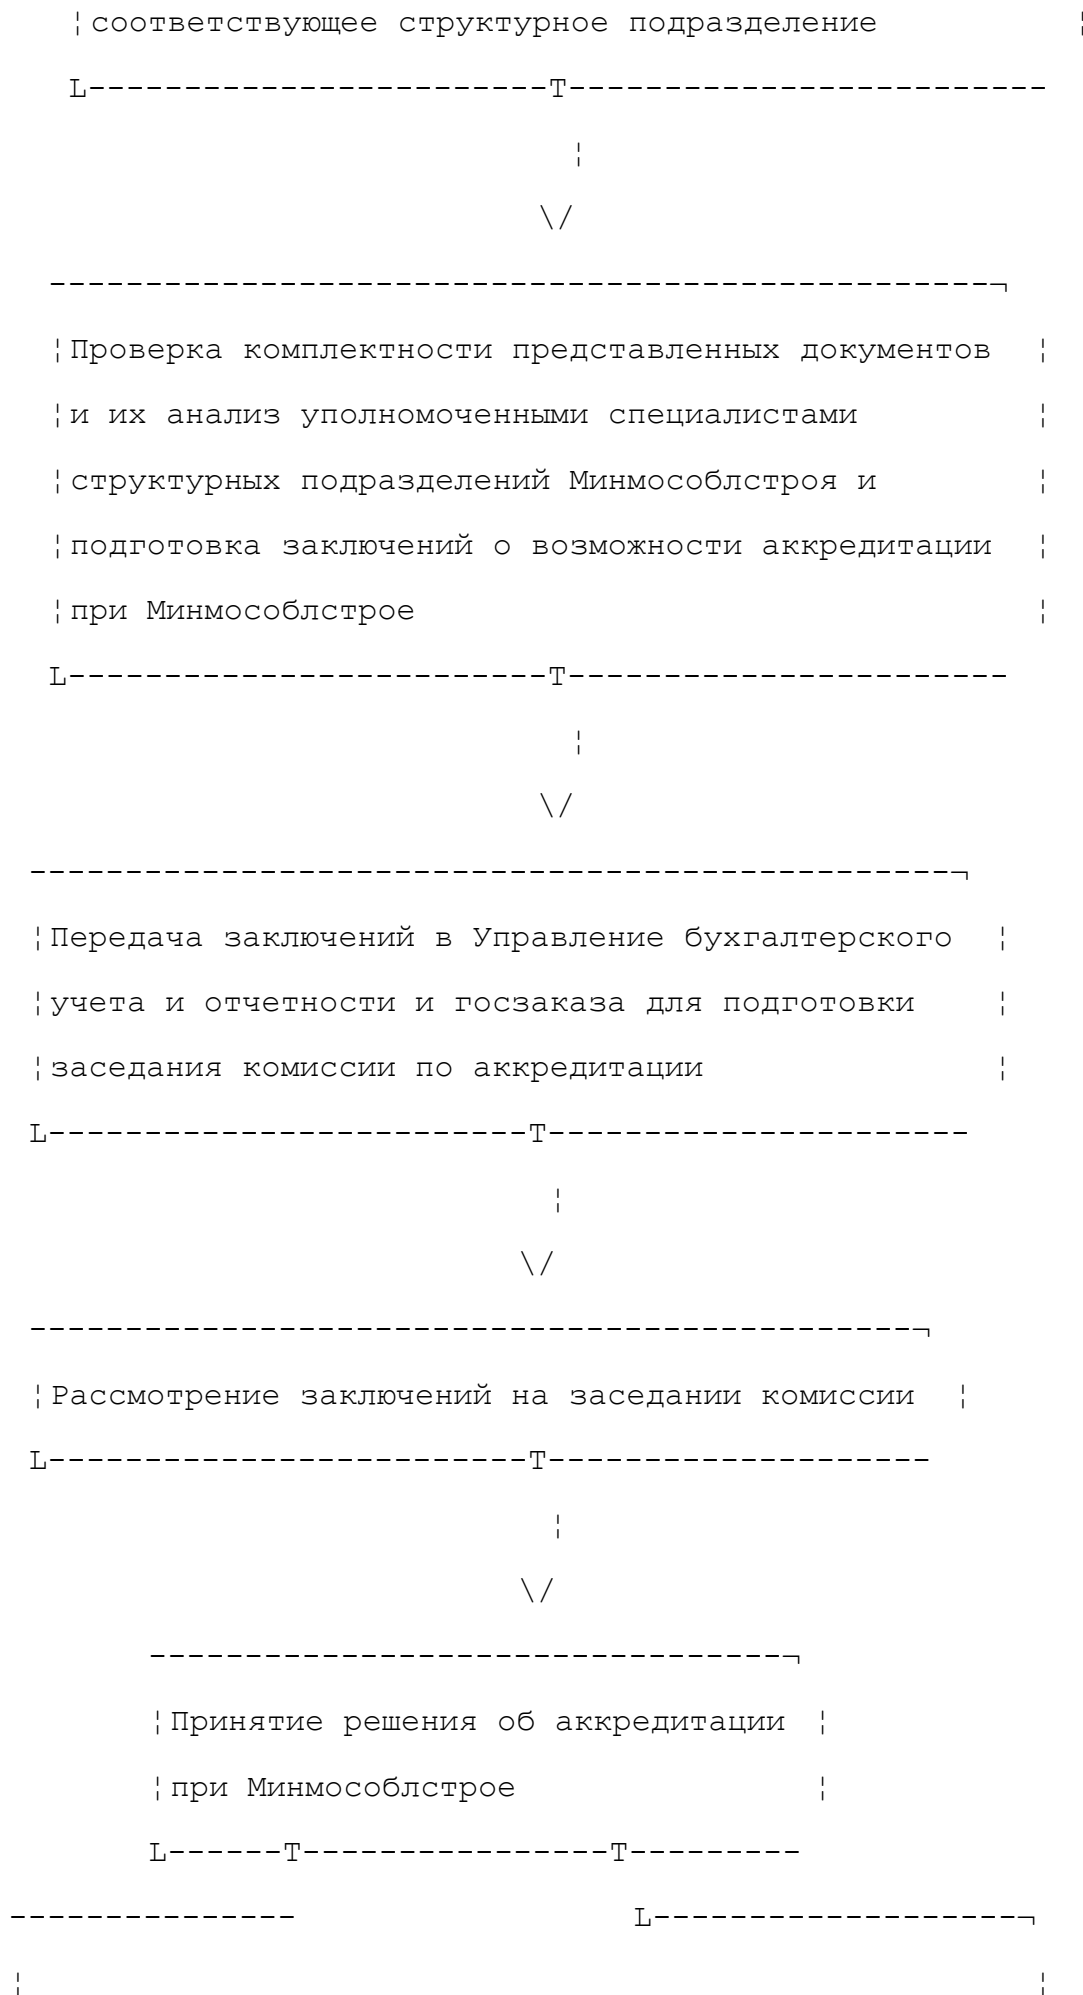 ¦соответствующее структурное подразделение ¦
L------------------------T-------------------------
¦
\/
-------------------------------------------------¬
¦Проверка комплектности представленных документов ¦
¦и их анализ уполномоченными специалистами ¦
¦структурных подразделений Минмособлстроя и ¦
¦подготовка заключений о возможности аккредитации ¦
¦при Минмособлстрое ¦
L-------------------------T-----------------------
¦
\/
------------------------------------------------¬
¦Передача заключений в Управление бухгалтерского ¦
¦учета и отчетности и госзаказа для подготовки ¦
¦заседания комиссии по аккредитации ¦
L-------------------------T----------------------
¦
\/
----------------------------------------------¬
¦Рассмотрение заключений на заседании комиссии ¦
L-------------------------T--------------------
¦
\/
---------------------------------¬
¦Принятие решения об аккредитации ¦
¦при Минмособлстрое ¦
L------T----------------T---------
--------------- L-------------------¬
¦ ¦